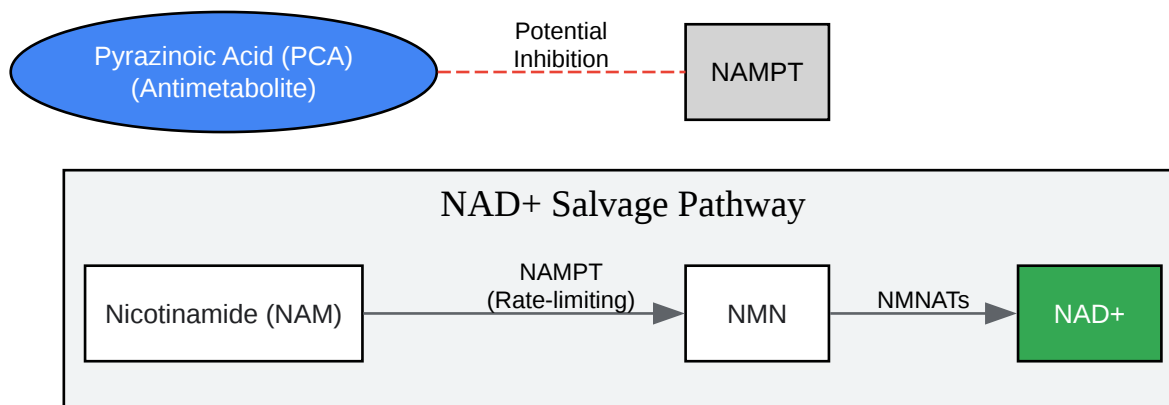 Pyrazinoic Acid (PCA)
(Antimetabolite)
Potential
Inhibition
NAMPT
NAD+ Salvage Pathway
Nicotinamide (NAM)
NAMPT
(Rate-limiting)
NMN
NMNATs
NAD+